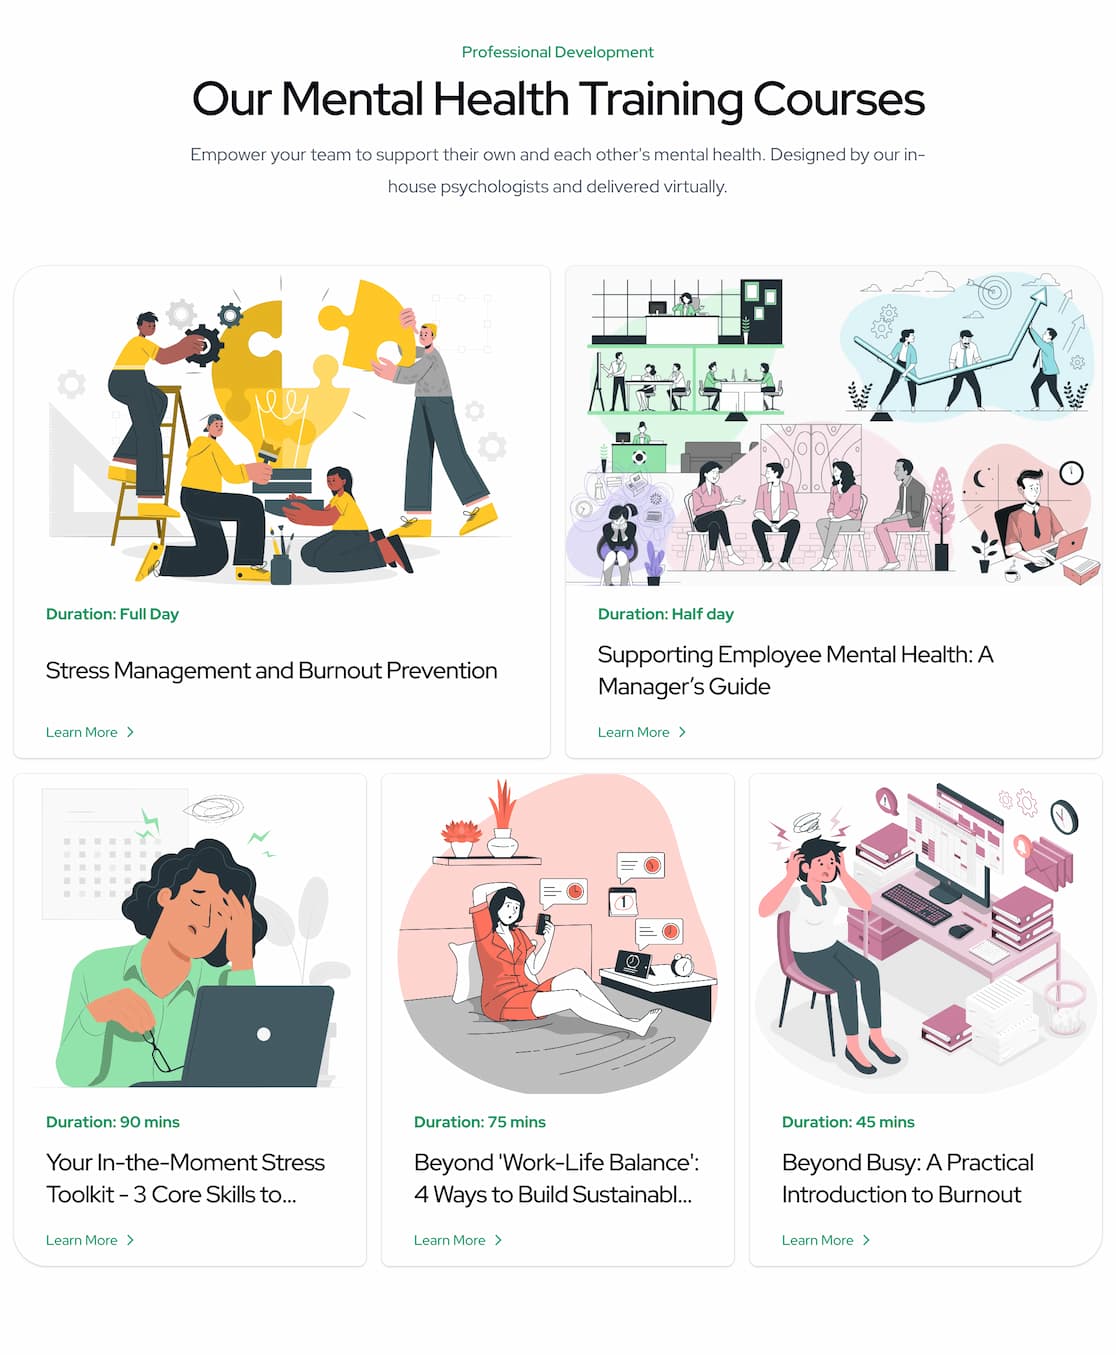 Professional Development
Our Mental Health Training Courses
Empower your team to support their own and each other's mental health. Designed by our in-
house psychologists and delivered virtually.
Duration: Full Day
Stress Management and Burnout Prevention
Learn More
Duration: Half day
Supporting Employee Mental Health: A
Manager’s Guide
Learn More
Duration: 90 mins
Your In-the-Moment Stress
Toolkit - 3 Core Skills to...
Learn More
1
Duration: 75 mins
Beyond 'Work-Life Balance':
4 Ways to Build Sustainabl...
Learn More
Duration: 45 mins
Beyond Busy: A Practical
Introduction to Burnout
Learn More